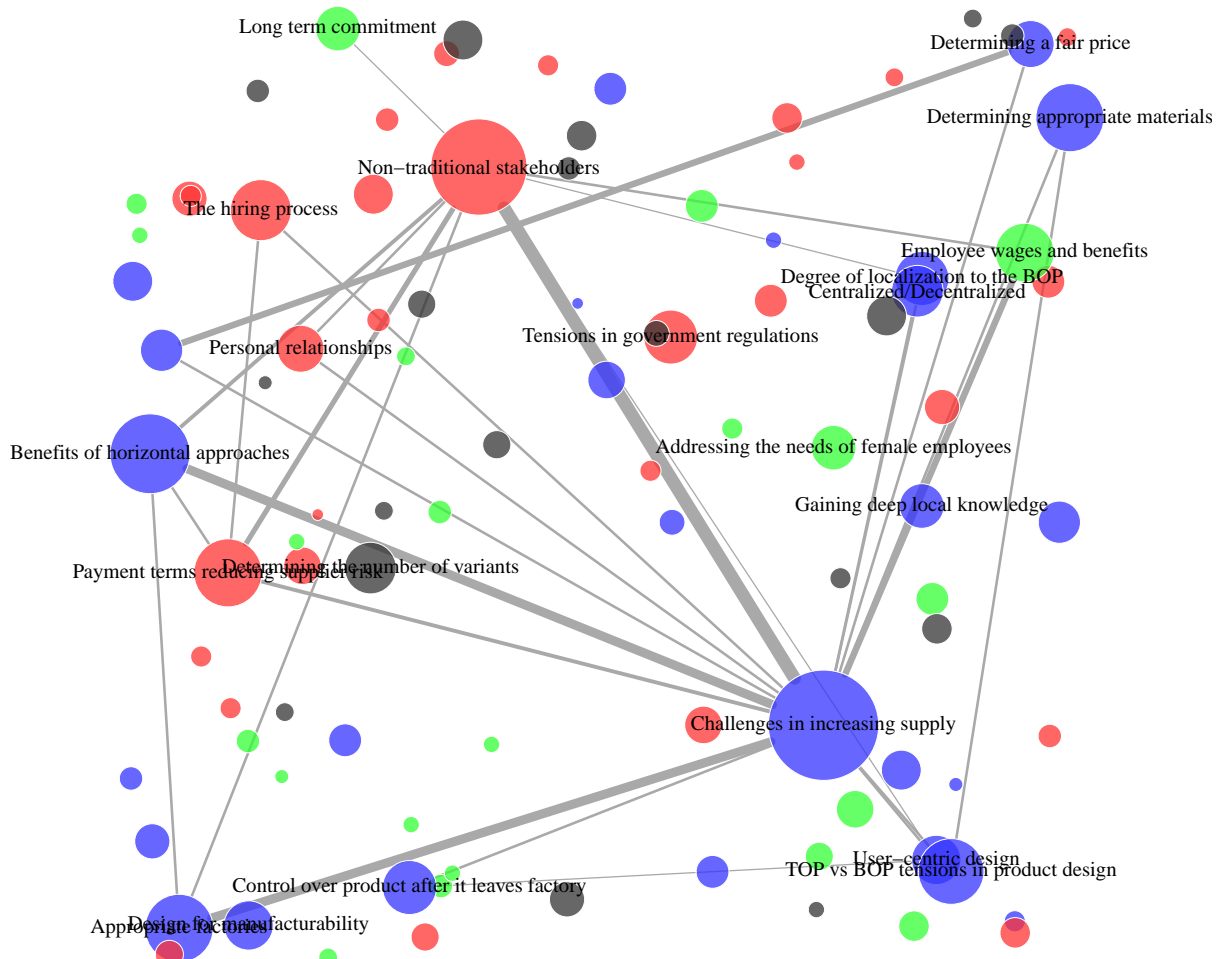 Long term commitment
Determining a fair price
Determining appropriate materials
Non−traditional stakeholders
The hiring process
Employee wages and benefits
Degree of localization to the BOP
Centralized/Decentralized
Tensions in government regulations
Personal relationships
Addressing the needs of female employees
Benefits of horizontal approaches
Gaining deep local knowledge
Determining the number of variants
Payment terms reducing supplier risk
Challenges in increasing supply
User−centric design
TOP vs BOP tensions in product design
Control over product after it leaves factory
Design for manufacturability
Appropriate factories